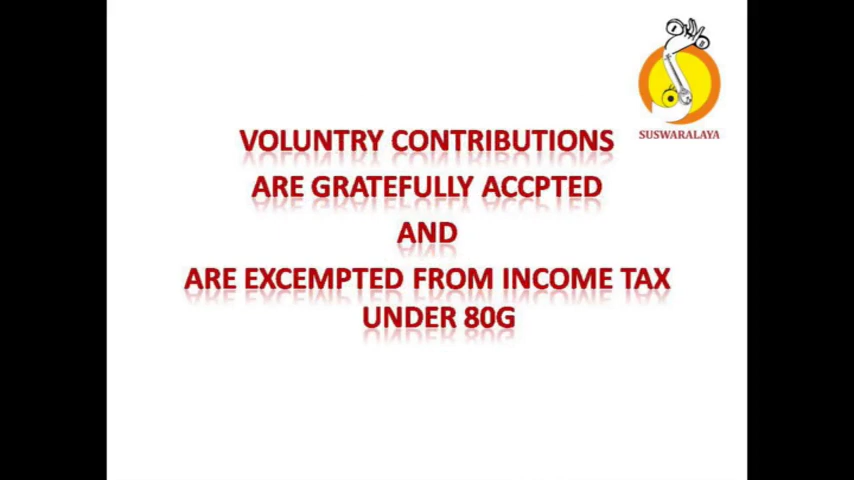 SUSWARALAYA
VOLUNTRY CONTRIBUTIONS
ARE GRATEFULLY ACCPTED
AND
ARE EXCEMPTED FROM INCOME TAX
UNDER 80G